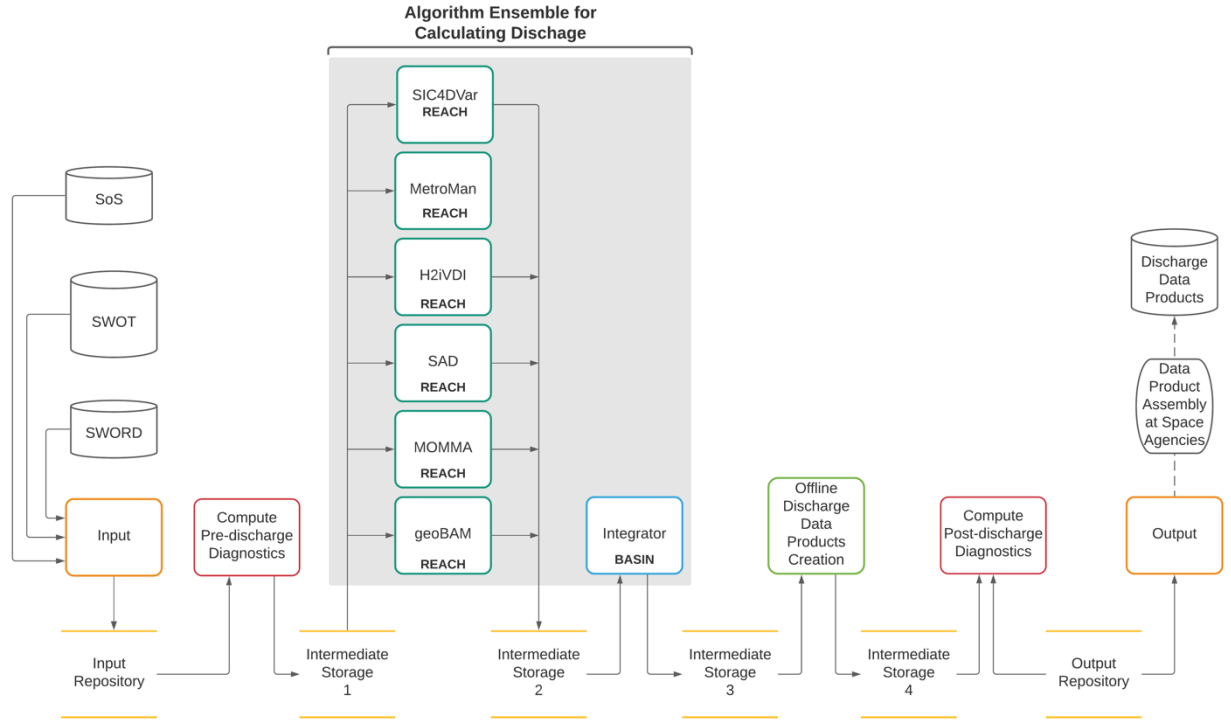 Algorithm Ensemble for
Calculating Dischage
SIC4DVar
REACH
MetroMan
REACH
H2iVDI
REACH
SAD
REACH
MOMMA
REACH
geoBAM
REACH
SoS
SWOT
SWORD
Input
Compute
Pre-discharge
Diagnostics
Integrator
BASIN
Offline
Discharge
Data
Products
Creation
Compute
Post-discharge
Diagnostics
Output
Discharge
Data
Products
Data
Product
Assembly
at Space
Agencies
Input
Repository
Intermediate
Storage
1
Intermediate
Storage
2
Intermediate
Storage
3
Intermediate
Storage
4
Output
Repository